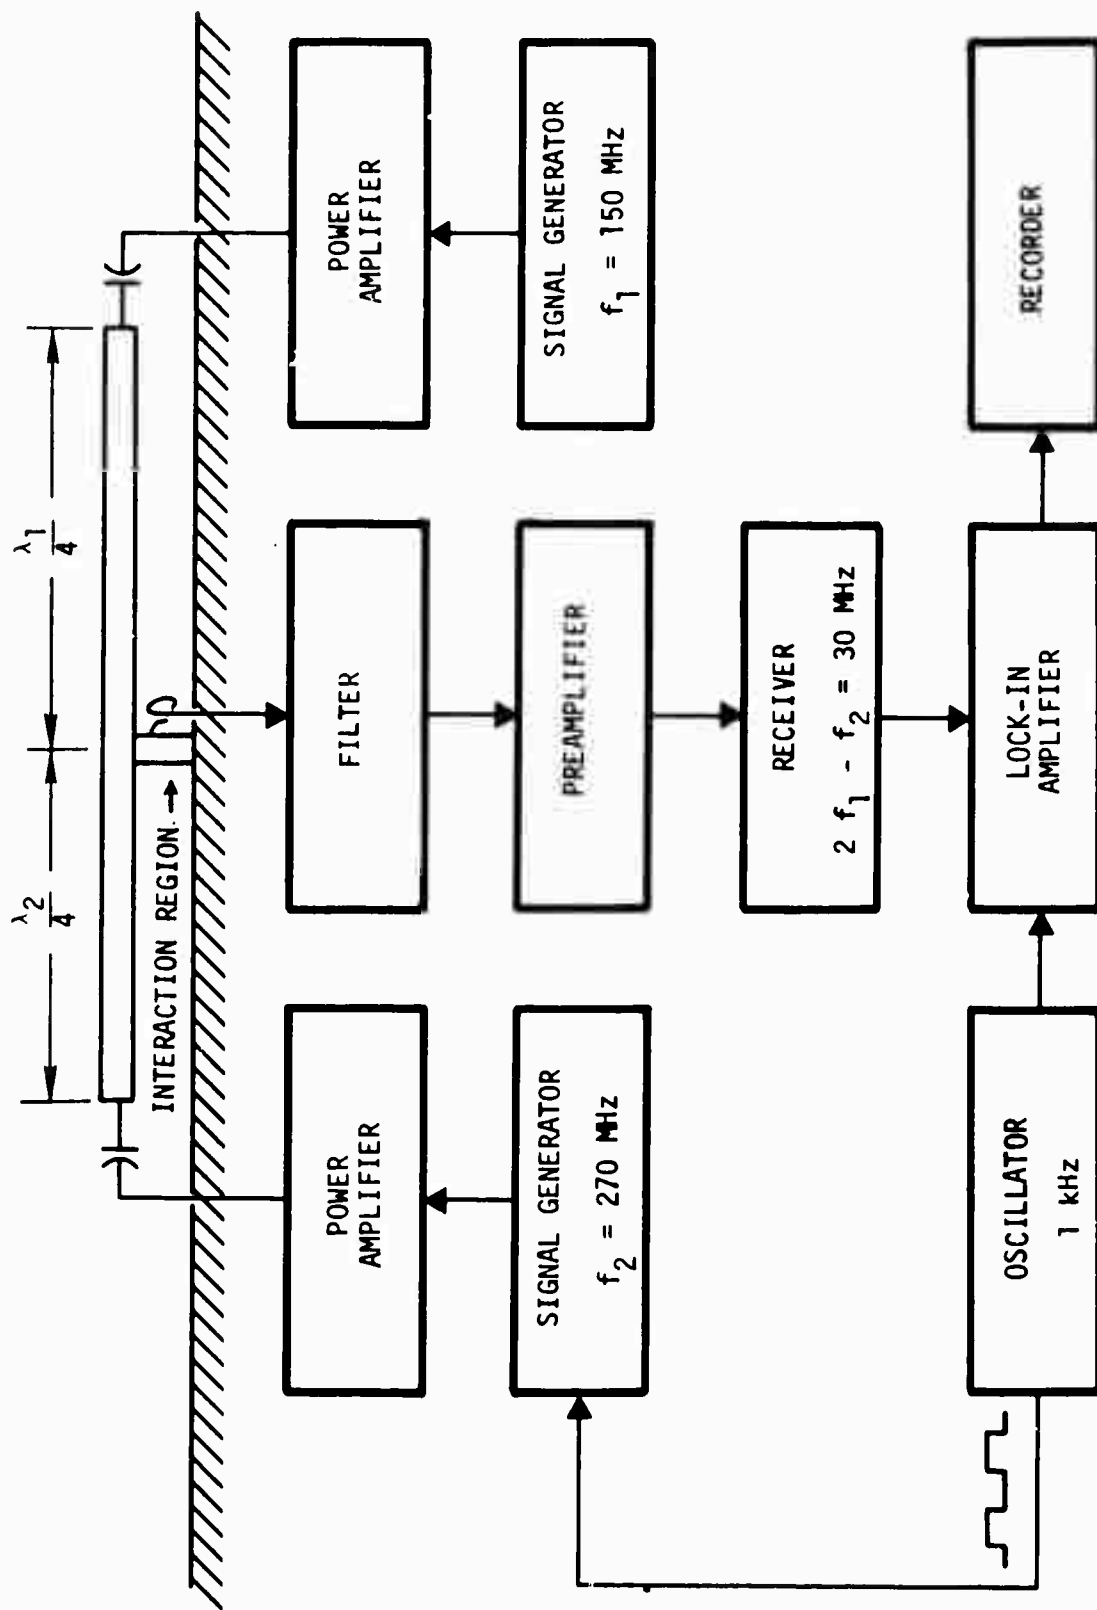 λ2
4
λ1
4
INTERACTION REGION →
POWER
AMPLIFIER
FILTER
POWER
AMPLIFIER
SIGNAL GENERATOR
f2 = 270 MHz
PREAMPLIFIER
SIGNAL GENERATOR
f1 = 150 MHz
RECEIVER
2 f1 - f2 = 30 MHz
OSCILLATOR
1 kHz
LOCK-IN
AMPLIFIER
RECORDER